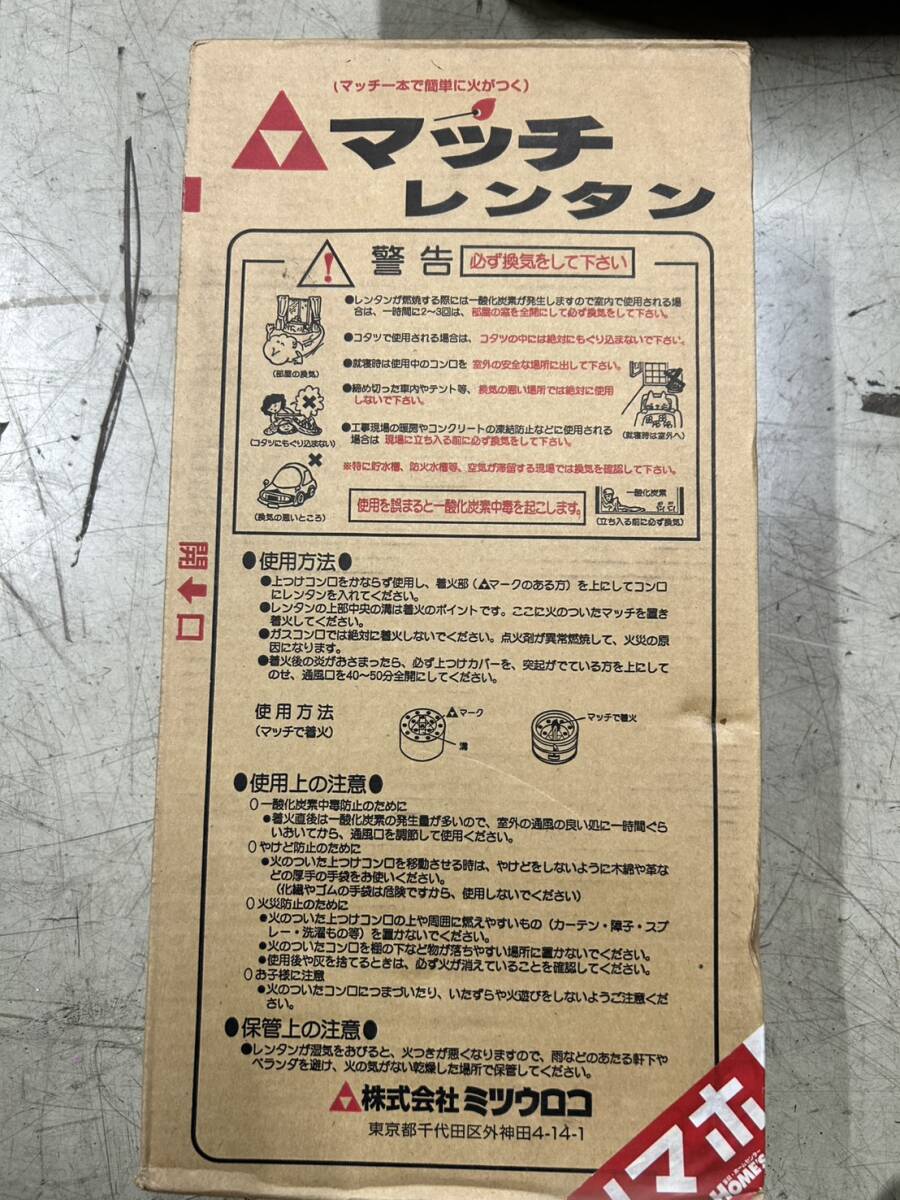 (マッチ一本で簡単に火がつく)
マッチ
レンタン
警告 必ず換気をして下さい
●レンタンが燃焼する際には一酸化炭素が発生しますので室内で使用される場
合は、一時間に2～3回は、部屋の窓を全開にして必ず換気をして下さい。
(部屋の換気)
●コタツで使用される場合は、コタツの中には絶対にもぐり込まないで下さい。
●就寝時は使用中のコンロを 室外の安全な場所に出して下さい。
●締め切った車内やテント等、換気の悪い場所では絶対に使用
しないで下さい。
(コタツにもぐり込まない)
(就寝時は室外へ)
●工事現場の暖房やコンクリートの凍結防止などに使用される
場合は 現場に立ち入る前に必ず換気をして下さい。
※特に貯水槽、防火水槽等、空気が滞留する現場では換気を確認して下さい。
(換気の悪いところ)
使用を誤まると一酸化炭素中毒を起こします。
一酸化炭素
(立ち入る前に必ず換気)
開口
●使用方法●
●上つけコンロをかならず使用し、着火部(マークのある方)を上にしてコンロ
にレンタンを入れてください。
●レンタンの上部中央の溝は着火のポイントです。ここに火のついたマッチを置き
着火してください。
●ガスコンロでは絶対に着火しないでください。点火剤が異常燃焼して、火災の原
因になります。
●着火後の炎がおさまったら、必ず上つけカバーを、突起がでている方を上にして
のせ、通風口を40～50分全開にしてください。
使用方法
(マッチで着火)
マーク
溝
マッチで着火
●使用上の注意●
○一酸化炭素中毒防止のために
●着火直後は一酸化炭素の発生量が多いので、室外の通風の良い処に一時間ぐら
いおいてから、通風口を調節して使用ください。
○やけど防止のために
●火のついた上つけコンロを移動させる時は、やけどをしないように木綿や革な
どの厚手の手袋をお使いください。
(化繊やゴムの手袋は危険ですから、使用しないでください)
○火災防止のために
●火のついた上つけコンロの上や周囲に燃えやすいもの(カーテン・障子・スプ
レー・洗濯もの等)を置かないでください。
●火のついたコンロを棚の下など物が落ちやすい場所に置かないでください。
●使用後や灰を捨てるときは、必ず火が消えていることを確認してください。
○お子様に注意
●火のついたコンロにつまづいたり、いたずらや火遊びをしないようご注意くだ
さい。
●保管上の注意●
●レンタンが湿気をおびると、火つきが悪くなりますので、雨などのあたる軒下や
ベランダを避け、火の気がない乾燥した場所で保管してください。
株式会社ミツウロコ
東京都千代田区外神田4-14-1
マホ
HOME'S